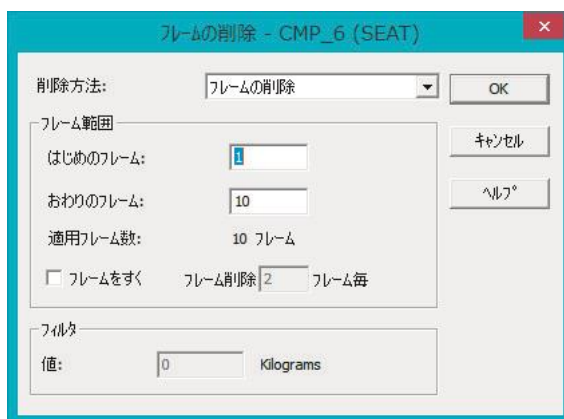 フレームの削除 - CMP_6 (SEAT)
×
削除方法: フレームの削除
OK
フレーム範囲
キャンセル
はじめのフレーム: 1
おわりのフレーム: 10
ヘルプ
適用フレーム数: 10 フレーム
フレームをすく フレーム削除 2 フレーム毎
フィルタ
値: 0 Kilograms